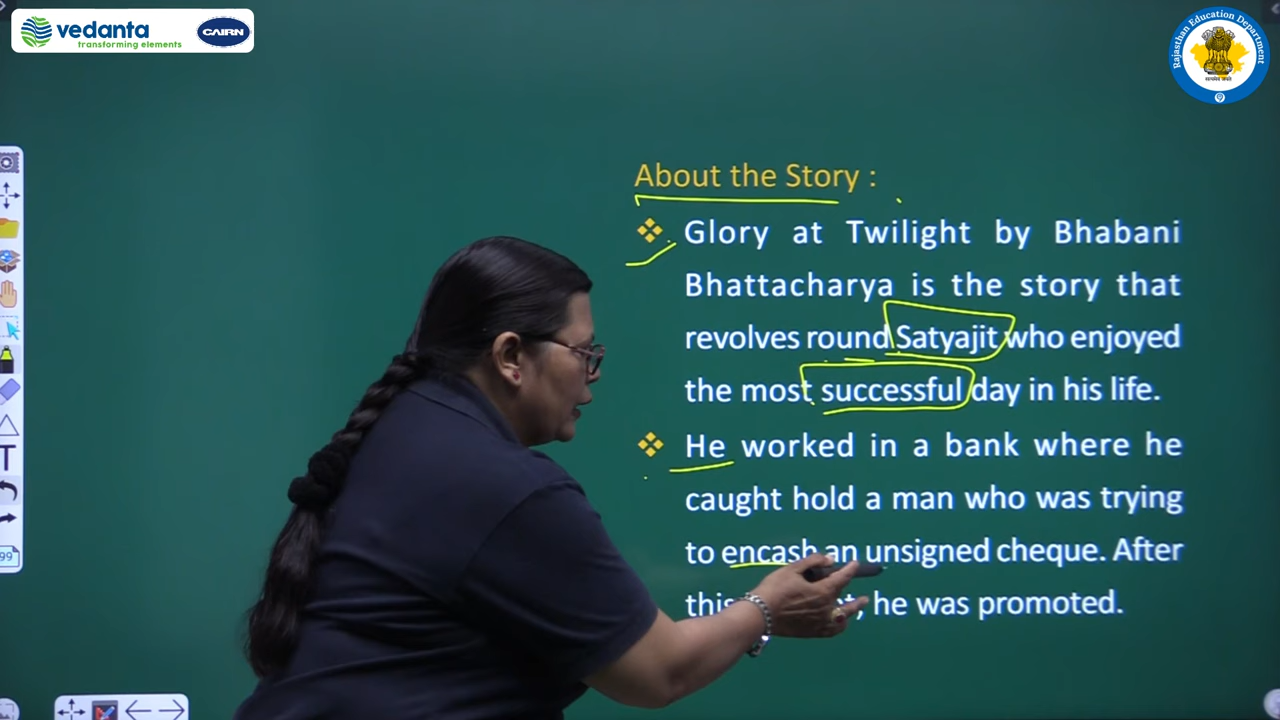 vedanta
transforming elements
CAIRN
Rajasthan Education Department
About the Story :
Glory at Twilight by Bhabani
Bhattacharya is the story that
revolves round Satyajit who enjoyed
the most successful day in his life.
He worked in a bank where he
caught hold a man who was trying
to encash an unsigned cheque. After
this he was promoted.
99
T